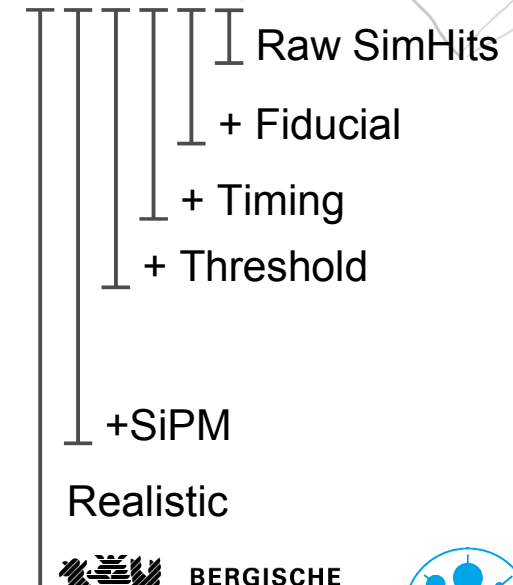 Raw SimHits
+ Fiducial
+ Timing
+ Threshold
+SiPM
Realistic
BERGISCHE